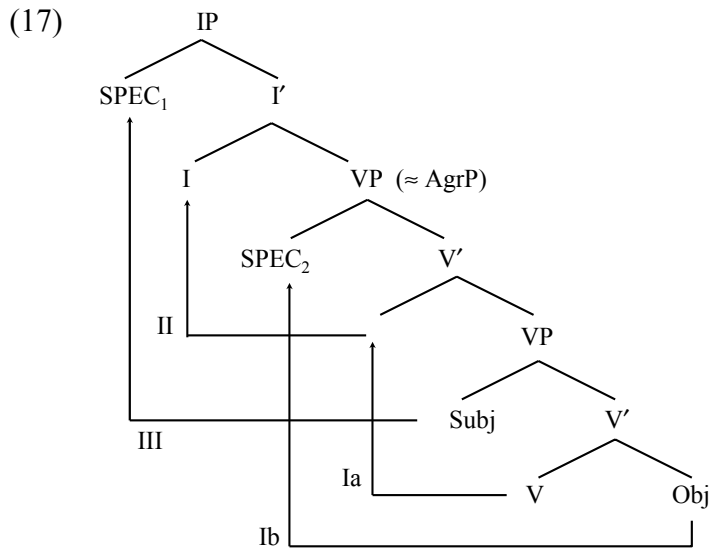 (17)
IP
SPEC₁ I′
I VP (≈ AgrP)
SPEC₂ V′
II VP
Subj V′
III
Ia V Obj
Ib